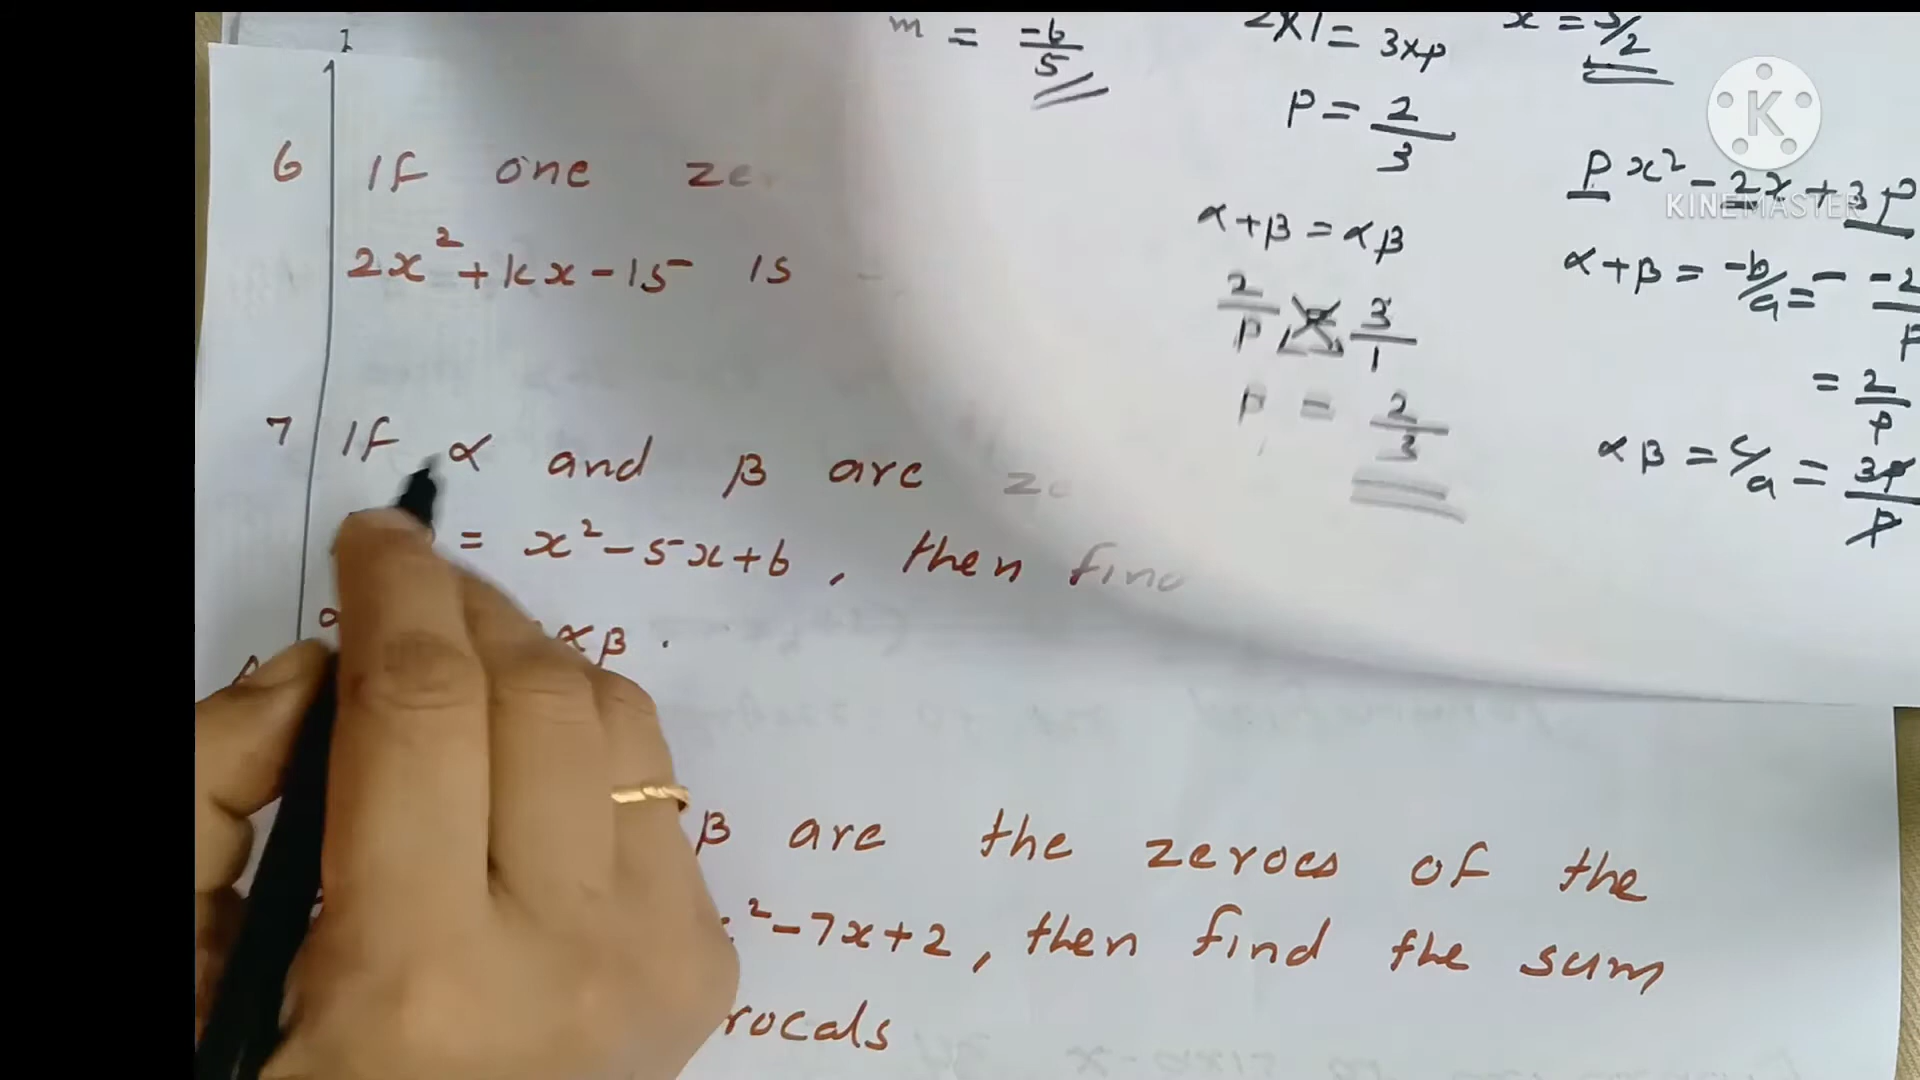 m = -6/5
2x1 = 3xp
x = 3/2
P = 2/3
Px² - 2x + 3p
α+β = αβ
α+β = -b/a = - -2/p
2/p 3/1
= 2/p
P = 2/3
αβ = c/a = 3p/p
6 If one
2x² + kx - 15 is
7 If α and β are
= x² - 5x + 6, then find
αβ.
β are the zeroes of the
² - 7x + 2, then find the sum
rocals
K
KINEMASTER